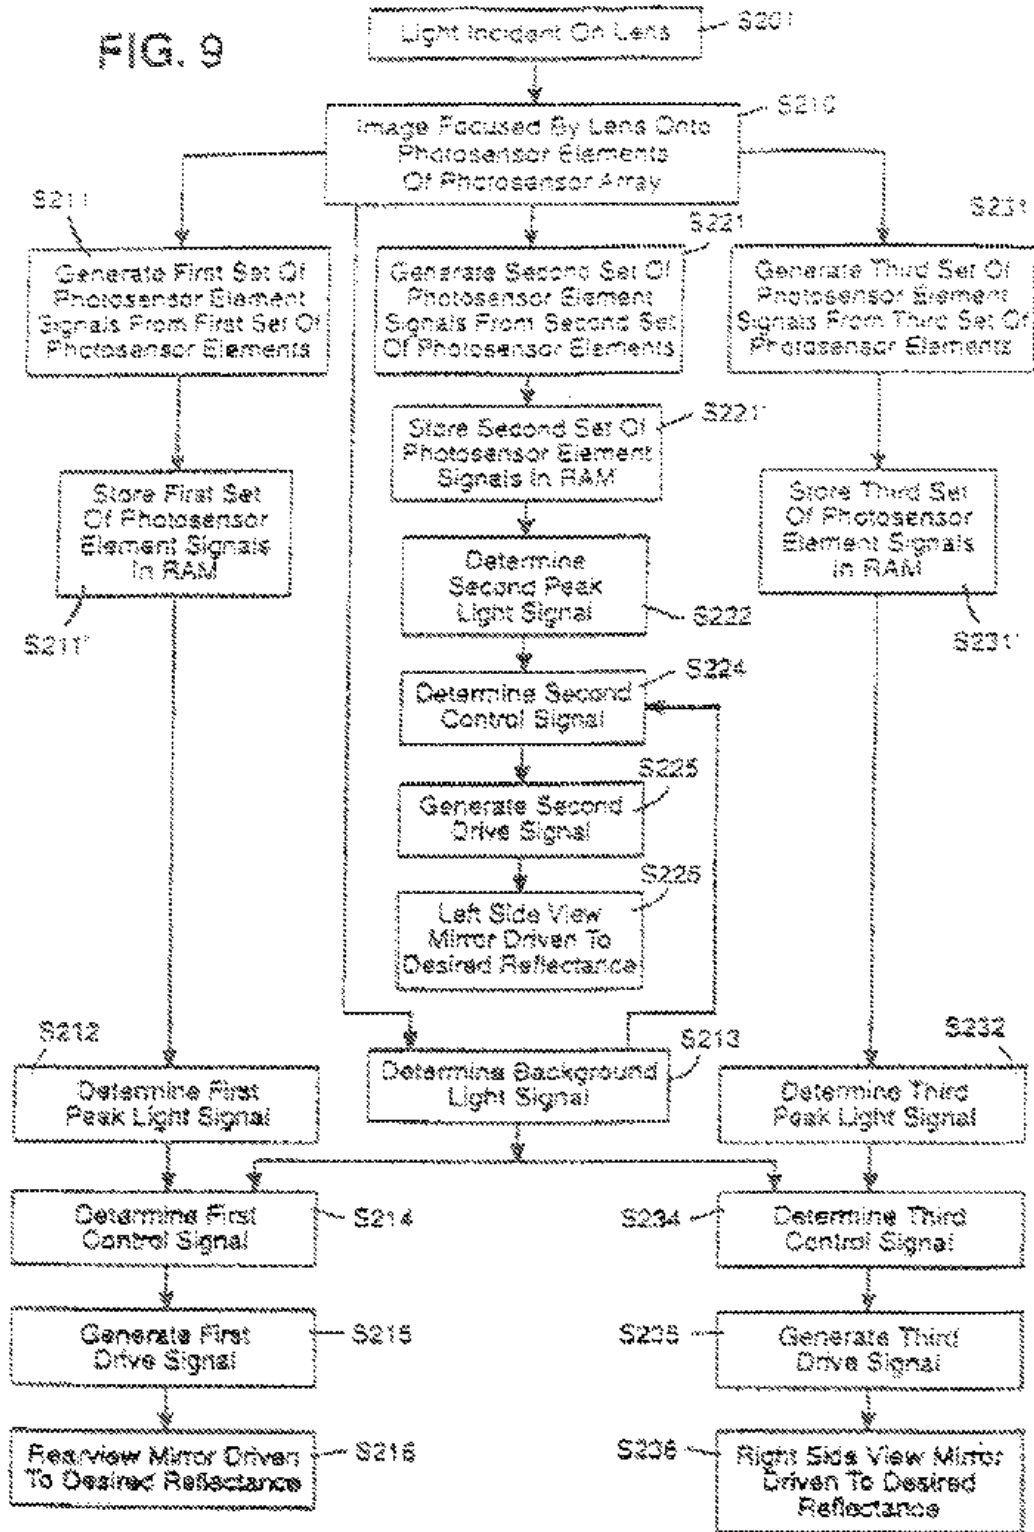 FIG. 9
Light Incident On Lens
S201
Image Focused By Lens Onto
Photosensor Elements
Of Photosensor Array
S210
S211
Generate First Set Of
Photosensor Element
Signals From First Set Of
Photosensor Elements
S221
Generate Second Set Of
Photosensor Element
Signals From Second Set
Of Photosensor Elements
S231
Generate Third Set Of
Photosensor Element
Signals From Third Set Of
Photosensor Elements
Store First Set
Of Photosensor
Element Signals
In RAM
S211'
Store Second Set Of
Photosensor Element
Signals In RAM
S221'
Store Third Set
Of Photosensor
Element Signals
In RAM
S231'
Determine
Second Peak
Light Signal
S222
Determine Second
Control Signal
S224
Generate Second
Drive Signal
S225
Left Side View
Mirror Driven To
Desired Reflectance
S226
S212
Determine First
Peak Light Signal
Determine Background
Light Signal
S213
S232
Determine Third
Peak Light Signal
Determine First
Control Signal
S214
S234
Determine Third
Control Signal
Generate First
Drive Signal
S215
S235
Generate Third
Drive Signal
Rearview Mirror Driven
To Desired Reflectance
S216
S236
Right Side View Mirror
Driven To Desired
Reflectance